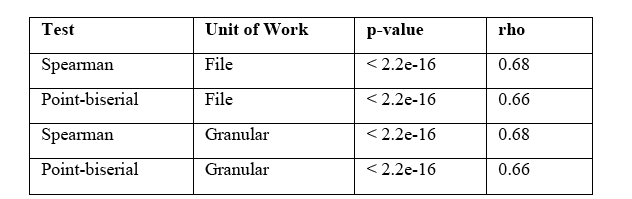 Test Unit of Work p-value rho
Spearman File < 2.2e-16 0.68
Point-biserial File < 2.2e-16 0.66
Spearman Granular < 2.2e-16 0.68
Point-biserial Granular < 2.2e-16 0.66